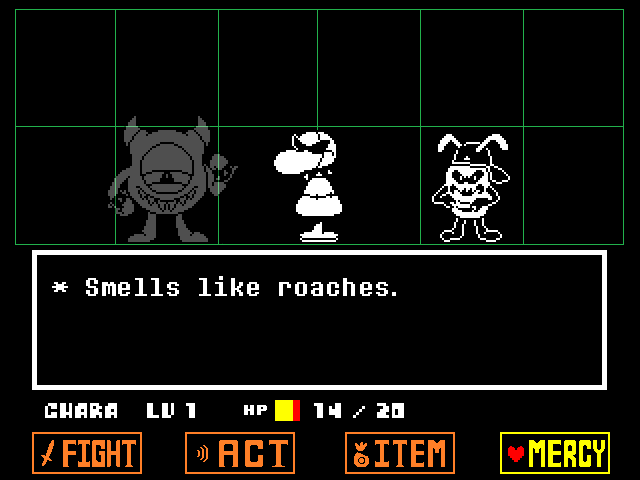 * Smells like roaches.
CHARA LV 1 HP 14 / 20
FIGHT ACT ITEM MERCY